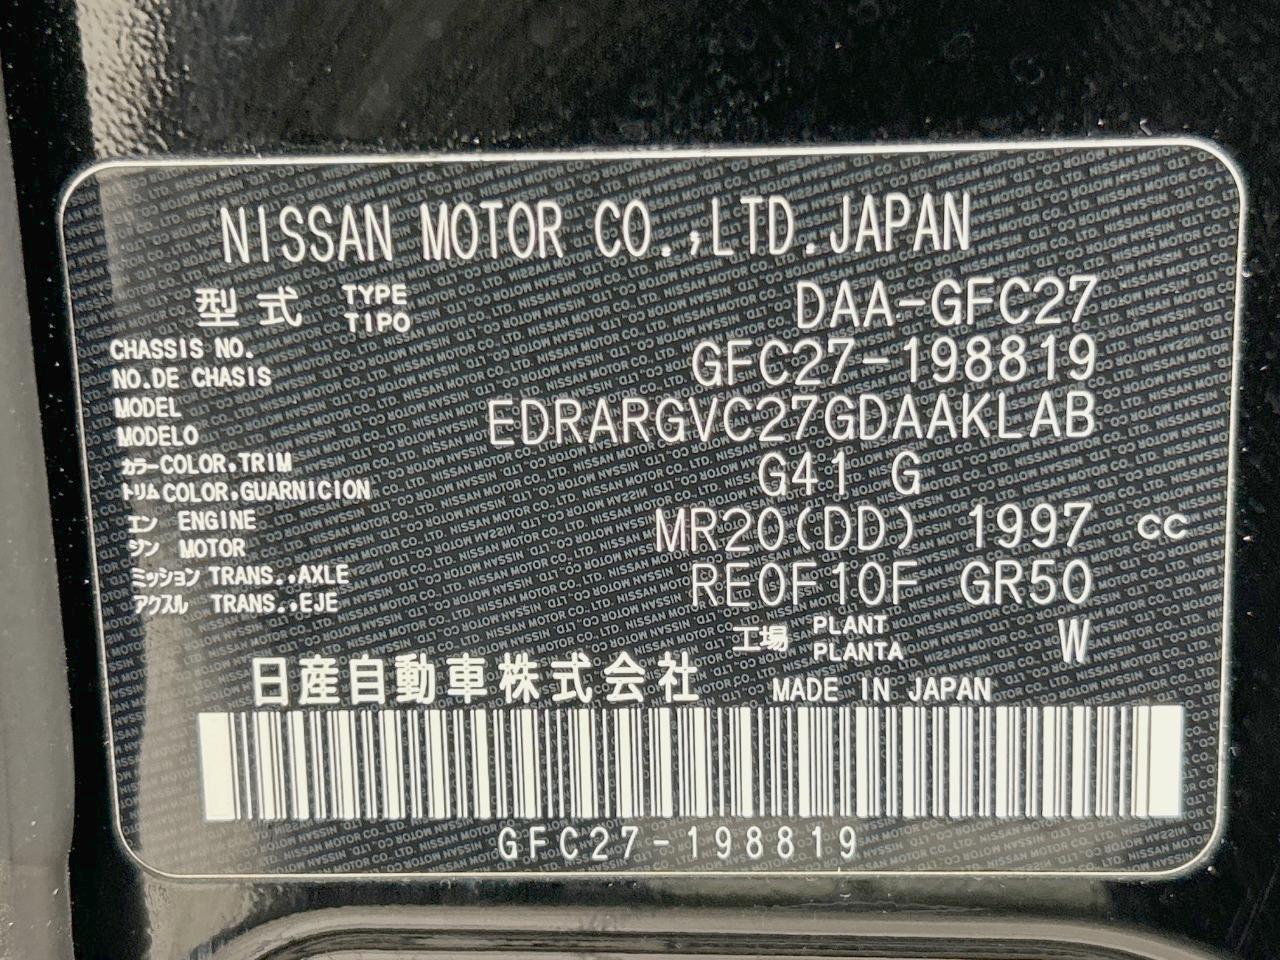 NISSAN MOTOR CO.,LTD.JAPAN
型式 TYPE TIPO DAA-GFC27
CHASSIS NO.
NO.DE CHASIS GFC27-198819
MODEL
MODELO EDRARGVC27GDAAKLAB
カラー COLOR,TRIM
トリム COLOR,GUARNICION G41 G
エン ENGINE
ジン MOTOR MR20(DD) 1997 cc
ミッション TRANS.,AXLE
アクスル TRANS.,EJE RE0F10F GR50
工場 PLANT PLANTA W
日産自動車株式会社 MADE IN JAPAN
GFC27-198819